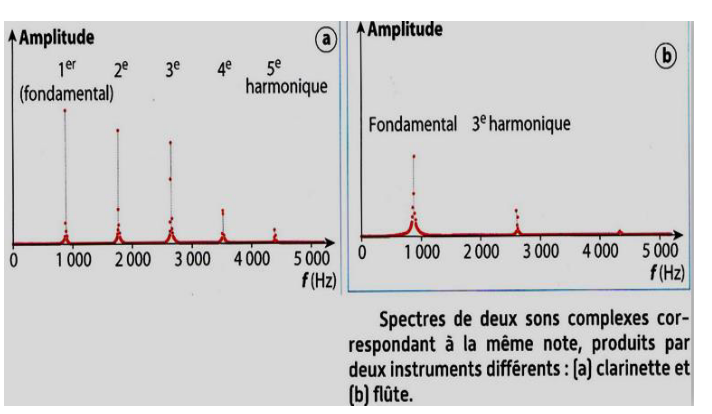 Amplitude
a
1er 2e 3e 4e 5e
(fondamental) harmonique
0 1 000 2 000 3 000 4 000 5 000
f (Hz)
Amplitude
b
Fondamental 3e harmonique
0 1 000 2 000 3 000 4 000 5 000
f (Hz)
Spectres de deux sons complexes cor-
respondant à la même note, produits par
deux instruments différents : (a) clarinette et
(b) flûte.